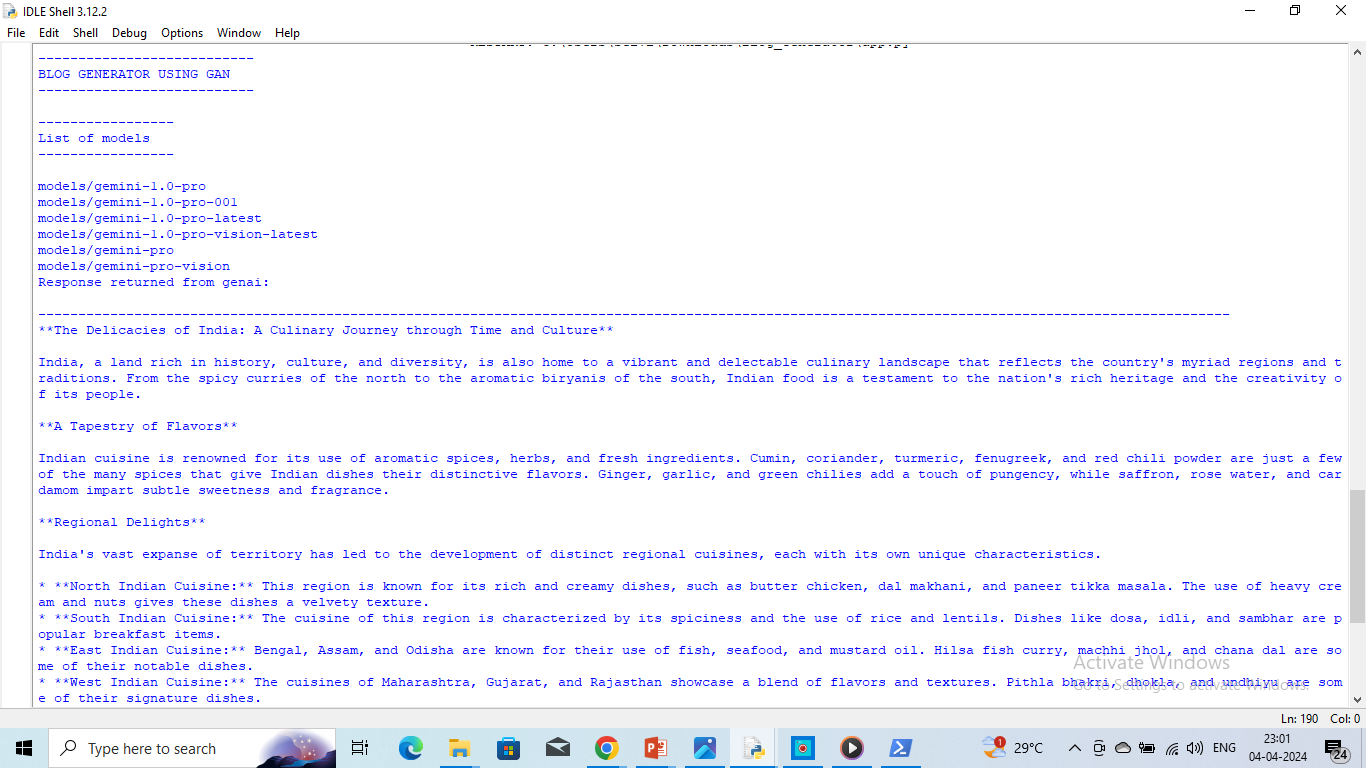 IDLE Shell 3.12.2
File Edit Shell Debug Options Window Help
---------------------------
BLOG GENERATOR USING GAN
---------------------------
-----------------
List of models
-----------------
models/gemini-1.0-pro
models/gemini-1.0-pro-001
models/gemini-1.0-pro-latest
models/gemini-1.0-pro-vision-latest
models/gemini-pro
models/gemini-pro-vision
Response returned from genai:
-----------------------------------------------------------------------------------------------------------------------------------------------------
**The Delicacies of India: A Culinary Journey through Time and Culture**
India, a land rich in history, culture, and diversity, is also home to a vibrant and delectable culinary landscape that reflects the country's myriad regions and t
raditions. From the spicy curries of the north to the aromatic biryanis of the south, Indian food is a testament to the nation's rich heritage and the creativity o
f its people.
**A Tapestry of Flavors**
Indian cuisine is renowned for its use of aromatic spices, herbs, and fresh ingredients. Cumin, coriander, turmeric, fenugreek, and red chili powder are just a few
of the many spices that give Indian dishes their distinctive flavors. Ginger, garlic, and green chilies add a touch of pungency, while saffron, rose water, and car
damom impart subtle sweetness and fragrance.
**Regional Delights**
India's vast expanse of territory has led to the development of distinct regional cuisines, each with its own unique characteristics.
* **North Indian Cuisine:** This region is known for its rich and creamy dishes, such as butter chicken, dal makhani, and paneer tikka masala. The use of heavy cre
am and nuts gives these dishes a velvety texture.
* **South Indian Cuisine:** The cuisine of this region is characterized by its spiciness and the use of rice and lentils. Dishes like dosa, idli, and sambhar are p
opular breakfast items.
* **East Indian Cuisine:** Bengal, Assam, and Odisha are known for their use of fish, seafood, and mustard oil. Hilsa fish curry, machhi jhol, and chana dal are so
me of their notable dishes.
* **West Indian Cuisine:** The cuisines of Maharashtra, Gujarat, and Rajasthan showcase a blend of flavors and textures. Pithla bhakri, dhokla, and undhiyu are som
e of their signature dishes.
Activate Windows
Go to Settings to activate Windows.
Ln: 190 Col: 0
Type here to search
1
29°C
ENG
23:01
04-04-2024
24